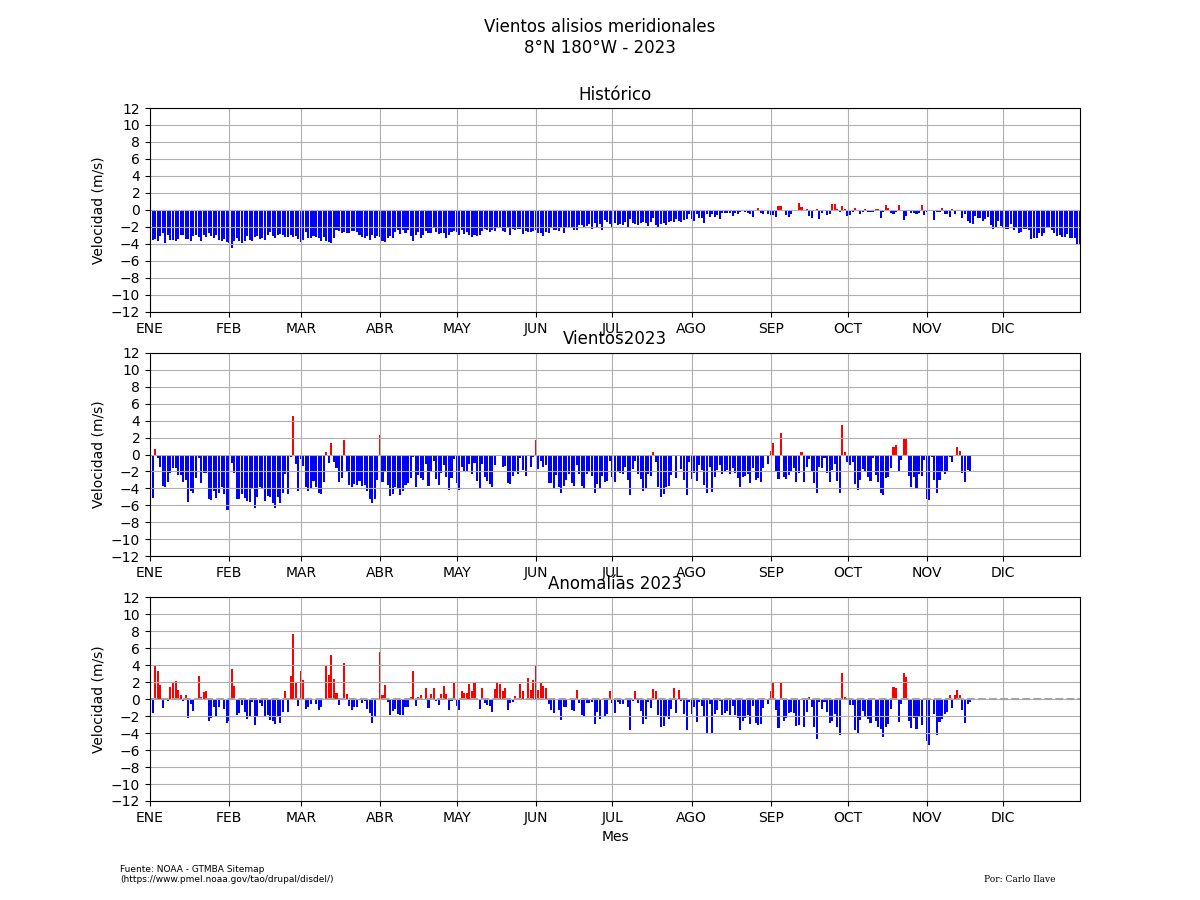 Vientos alisios meridionales
8°N 180°W - 2023
Histórico
12
10
8
6
4
2
0
−2
−4
−6
−8
−10
−12
Velocidad (m/s)
ENE FEB MAR ABR MAY JUN JUL AGO SEP OCT NOV DIC
Vientos2023
12
10
8
6
4
2
0
−2
−4
−6
−8
−10
−12
Velocidad (m/s)
ENE FEB MAR ABR MAY JUN JUL AGO SEP OCT NOV DIC
Anomalías 2023
12
10
8
6
4
2
0
−2
−4
−6
−8
−10
−12
Velocidad (m/s)
ENE FEB MAR ABR MAY JUN JUL AGO SEP OCT NOV DIC
Mes
Fuente: NOAA - GTMBA Sitemap
(https://www.pmel.noaa.gov/tao/drupal/disdel/)
Por: Carlo Ilave